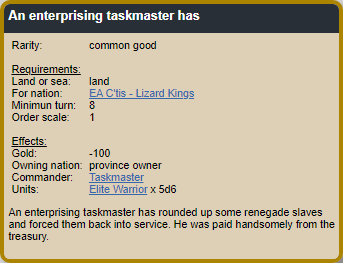 An enterprising taskmaster has
Rarity: common good
Requirements:
Land or sea: land
For nation: EA C'tis - Lizard Kings
Minimun turn: 8
Order scale: 1
Effects:
Gold: -100
Owning nation: province owner
Commander: Taskmaster
Units: Elite Warrior x 5d6
An enterprising taskmaster has rounded up some renegade slaves
and forced them back into service. He was paid handsomely from the
treasury.